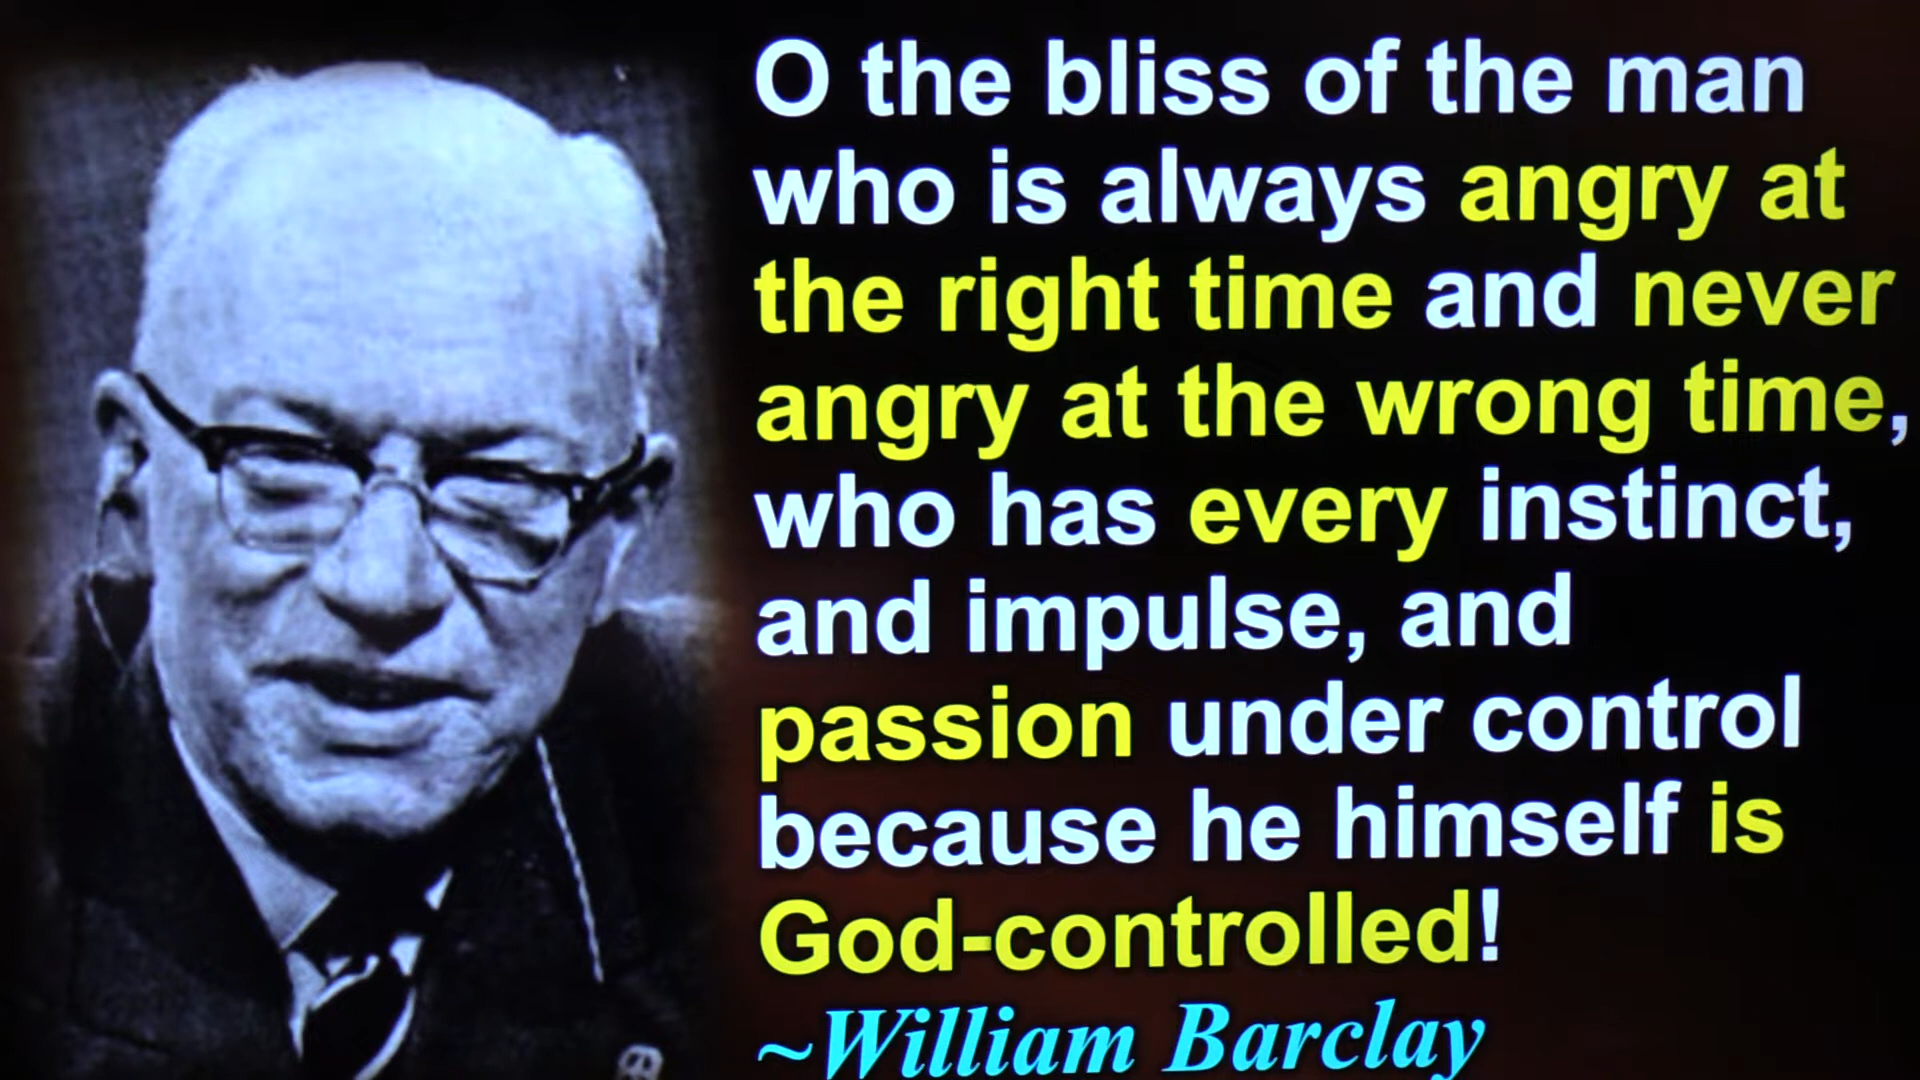 O the bliss of the man
who is always angry at
the right time and never
angry at the wrong time,
who has every instinct,
and impulse, and
passion under control
because he himself is
God-controlled!
~William Barclay